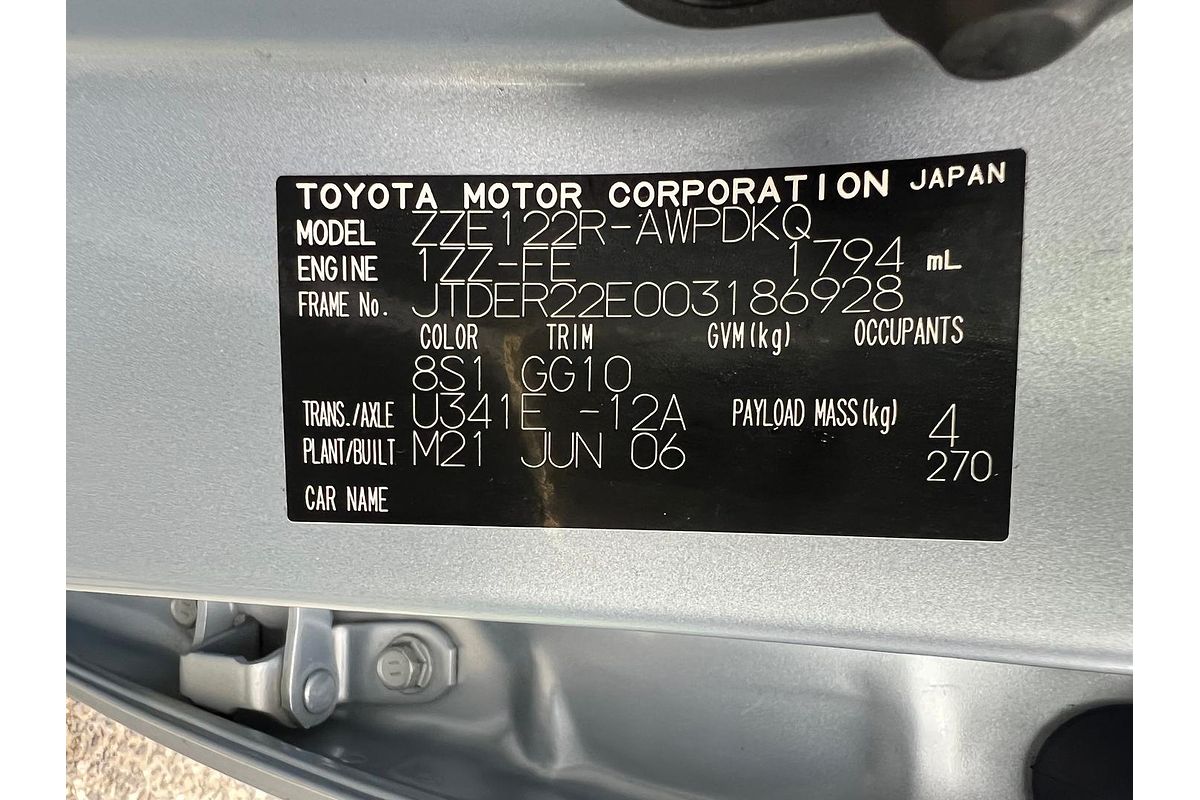 TOYOTA MOTOR CORPORATION JAPAN
MODEL ZZE122R-AWPDKQ
ENGINE 1ZZ-FE 1794 mL
FRAME No. JTDER22E003186928
COLOR TRIM GVM(kg) OCCUPANTS
8S1 GG10
TRANS./AXLE U341E -12A PAYLOAD MASS(kg) 4
PLANT/BUILT M21 JUN 06 270
CAR NAME